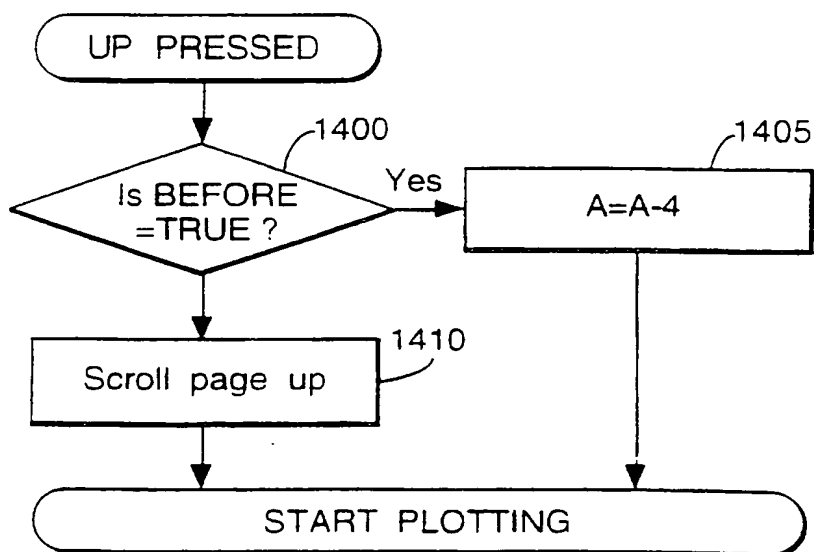 UP PRESSED
1400
1405
Is BEFORE
=TRUE ?
Yes
A=A-4
1410
Scroll page up
START PLOTTING